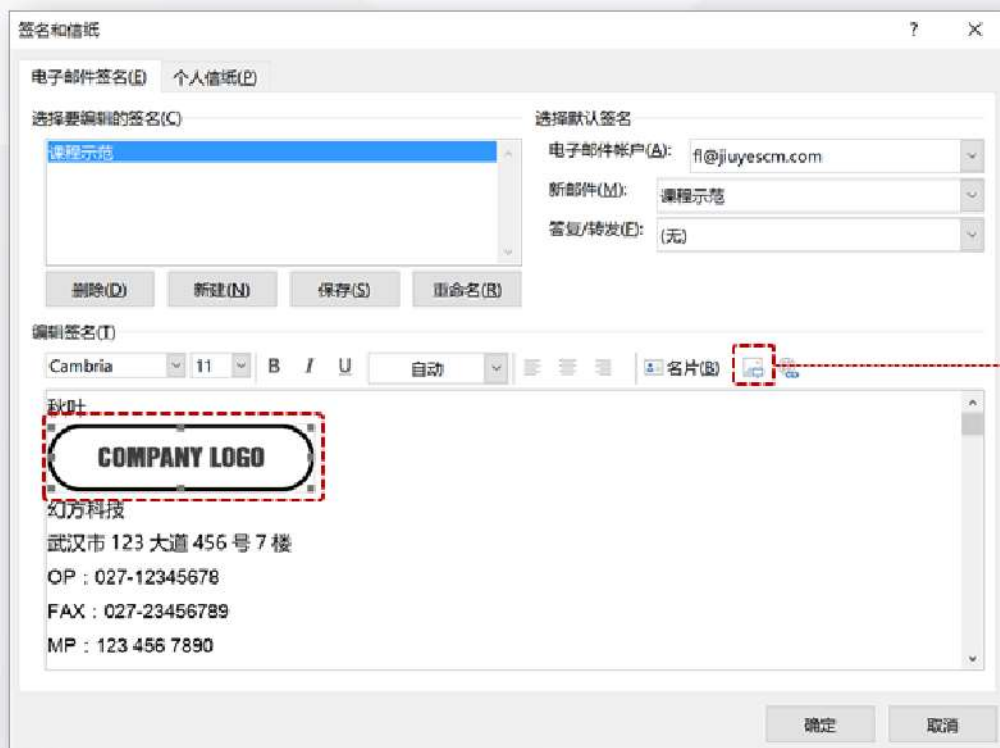 签名和信纸
?
电子邮件签名(E) 个人信纸(P)
选择要编辑的签名(C)
课程示范
删除(D) 新建(N) 保存(S) 重命名(R)
选择默认签名
电子邮件帐户(A): fl@jiuyescm.com
新邮件(M): 课程示范
答复/转发(F): (无)
编辑签名(T)
Cambria 11 B I U 自动 名片(B)
秋叶
COMPANY LOGO
幻方科技
武汉市 123 大道 456 号 7 楼
OP：027-12345678
FAX：027-23456789
MP：123 456 7890
确定 取消